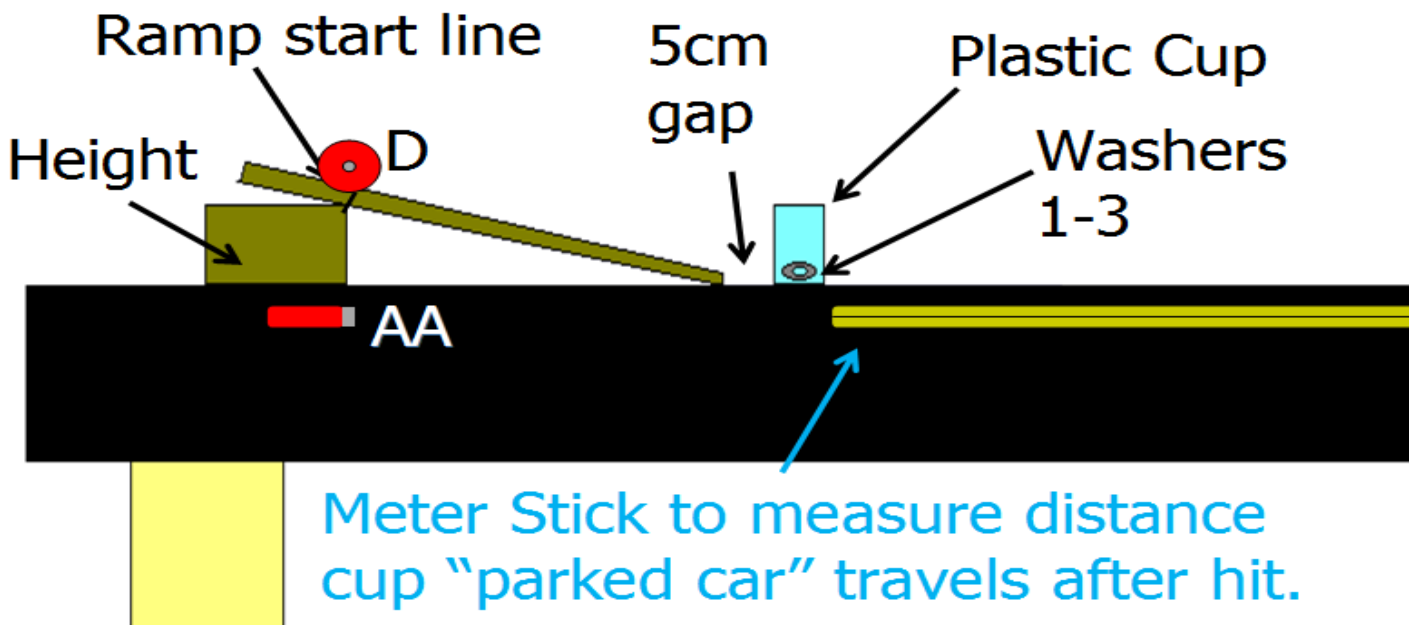 Ramp start line
5cm
gap
Plastic Cup
Height
D
Washers
1-3
AA
Meter Stick to measure distance
cup “parked car” travels after hit.